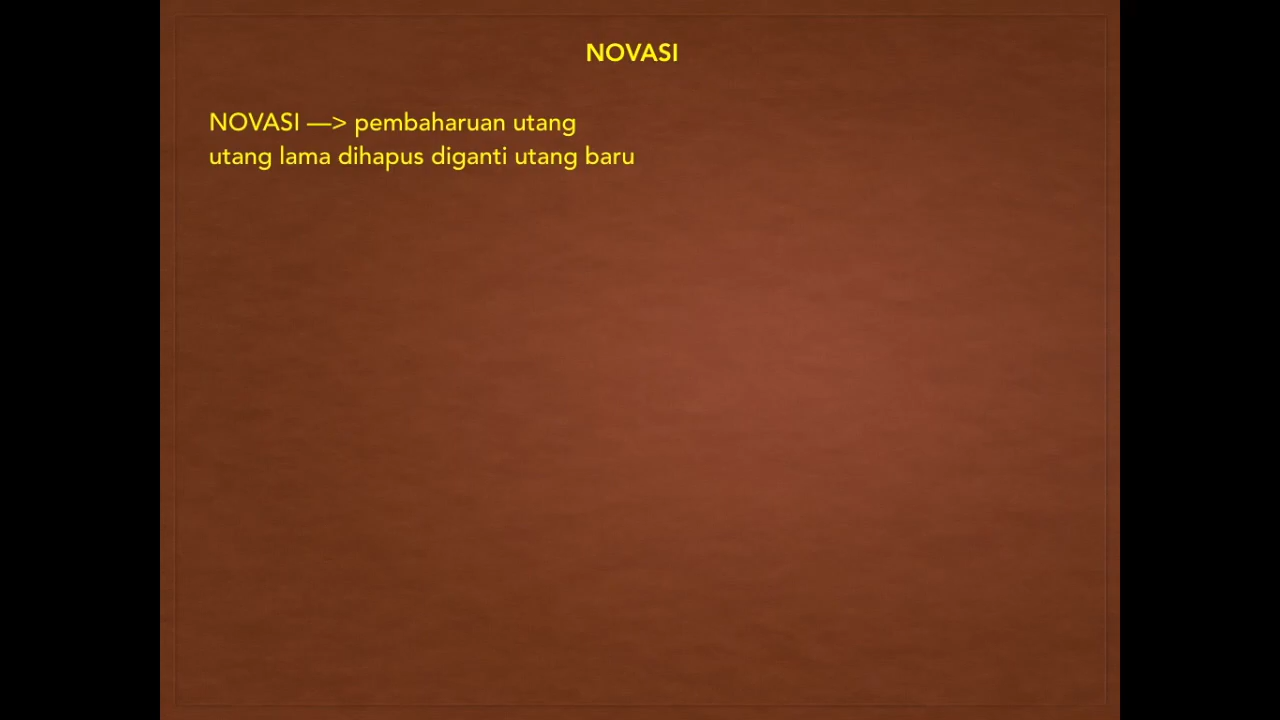 NOVASI
NOVASI —> pembaharuan utang
utang lama dihapus diganti utang baru